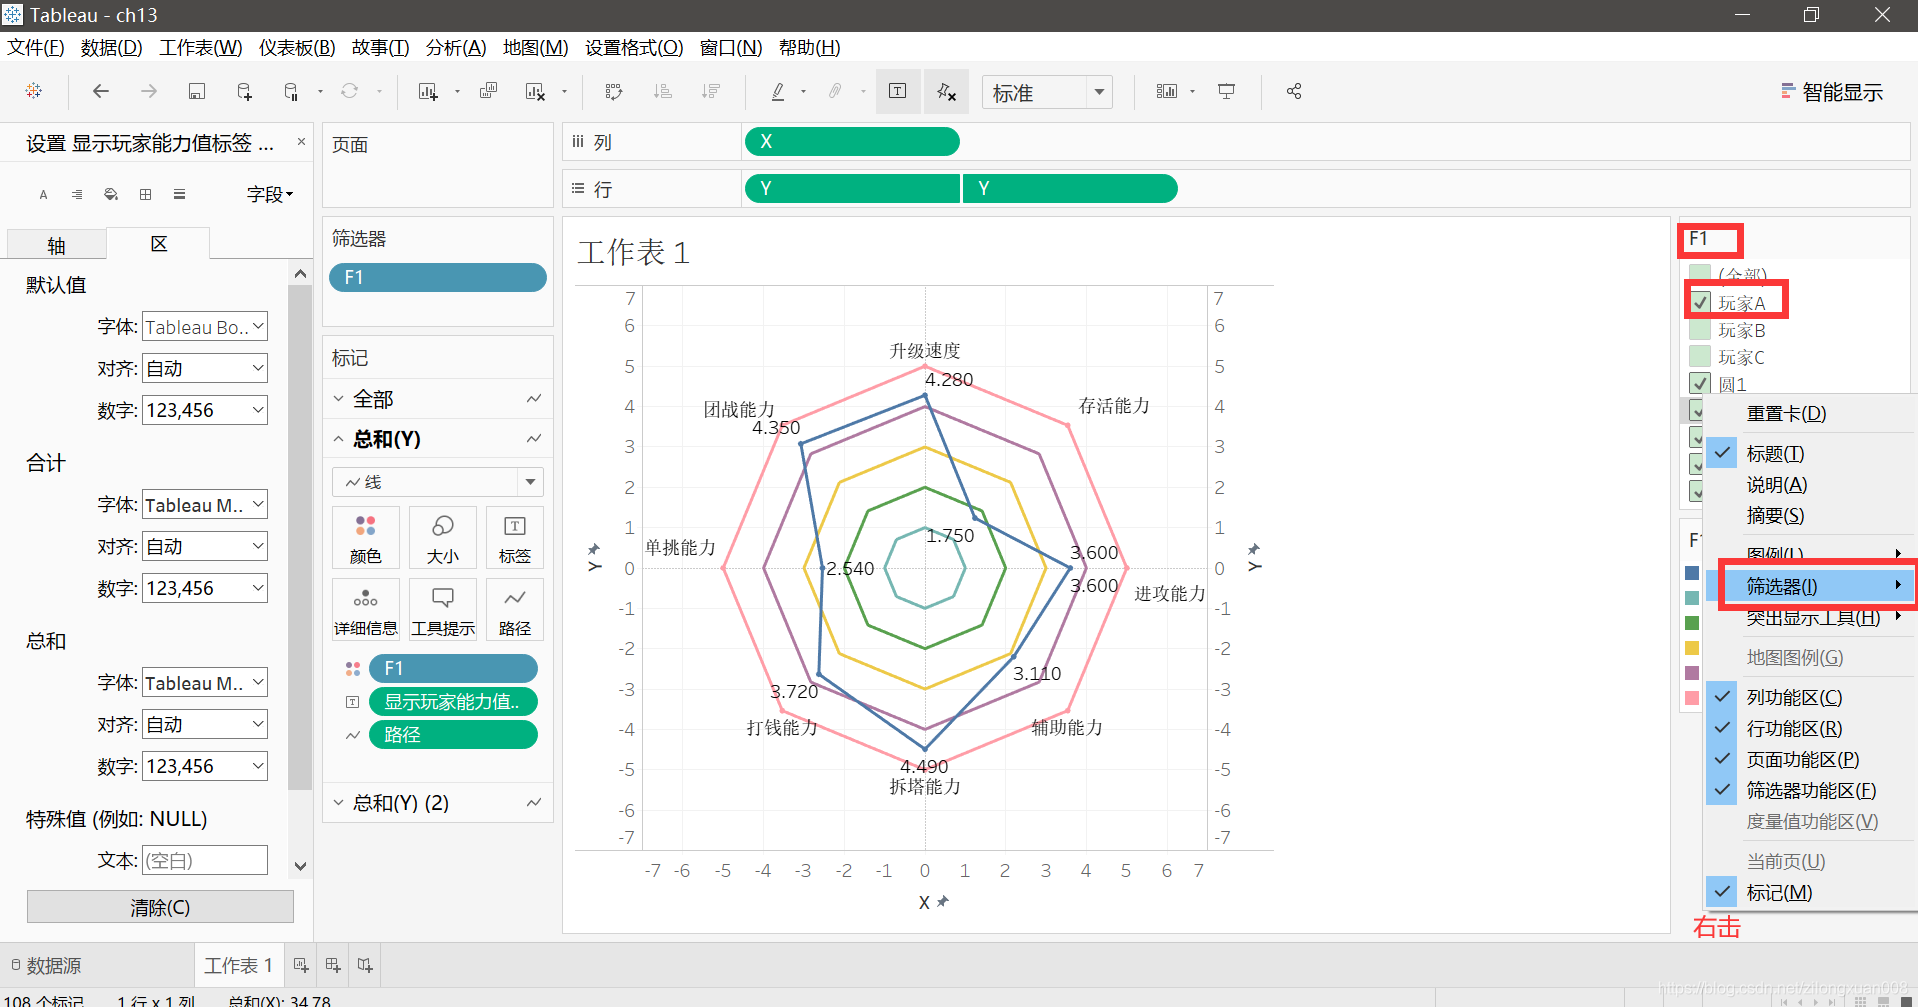 Tableau - ch13
文件(F) 数据(D) 工作表(W) 仪表板(B) 故事(T) 分析(A) 地图(M) 设置格式(O) 窗口(N) 帮助(H)
标准
智能显示
设置 显示玩家能力值标签 ... ×
字段
轴 区
默认值
字体: Tableau Bo..
对齐: 自动
数字: 123,456
合计
字体: Tableau M..
对齐: 自动
数字: 123,456
总和
字体: Tableau M..
对齐: 自动
数字: 123,456
特殊值 (例如: NULL)
文本: (空白)
清除(C)
页面
筛选器
F1
标记
全部
总和(Y)
线
颜色 大小 标签
详细信息 工具提示 路径
F1
显示玩家能力值..
路径
总和(Y) (2)
列 X
行 Y Y
工作表 1
7 7
6 6
升级速度
5 5
4.280
团战能力 存活能力
4 4
4.350
3 3
2 2
1 1
1.750
单挑能力 3.600
Y 0 2.540 0 Y
3.600
进攻能力
-1 -1
-2 -2
3.110
-3 3.720 -3
打钱能力 辅助能力
-4 -4
4.490
-5 -5
拆塔能力
-6 -6
-7 -7
-7 -6 -5 -4 -3 -2 -1 0 1 2 3 4 5 6 7
X
F1
(全部)
玩家A
玩家B
玩家C
圆1
重置卡(D)
标题(T)
说明(A)
摘要(S)
图例(L)
筛选器(I)
突出显示工具(H)
地图图例(G)
列功能区(C)
行功能区(R)
页面功能区(P)
筛选器功能区(F)
度量值功能区(V)
当前页(U)
标记(M)
右击
数据源 工作表 1
108 个标记 1 行 x 1 列 总和(X): 34.78
https://blog.csdn.net/zilongxuan008